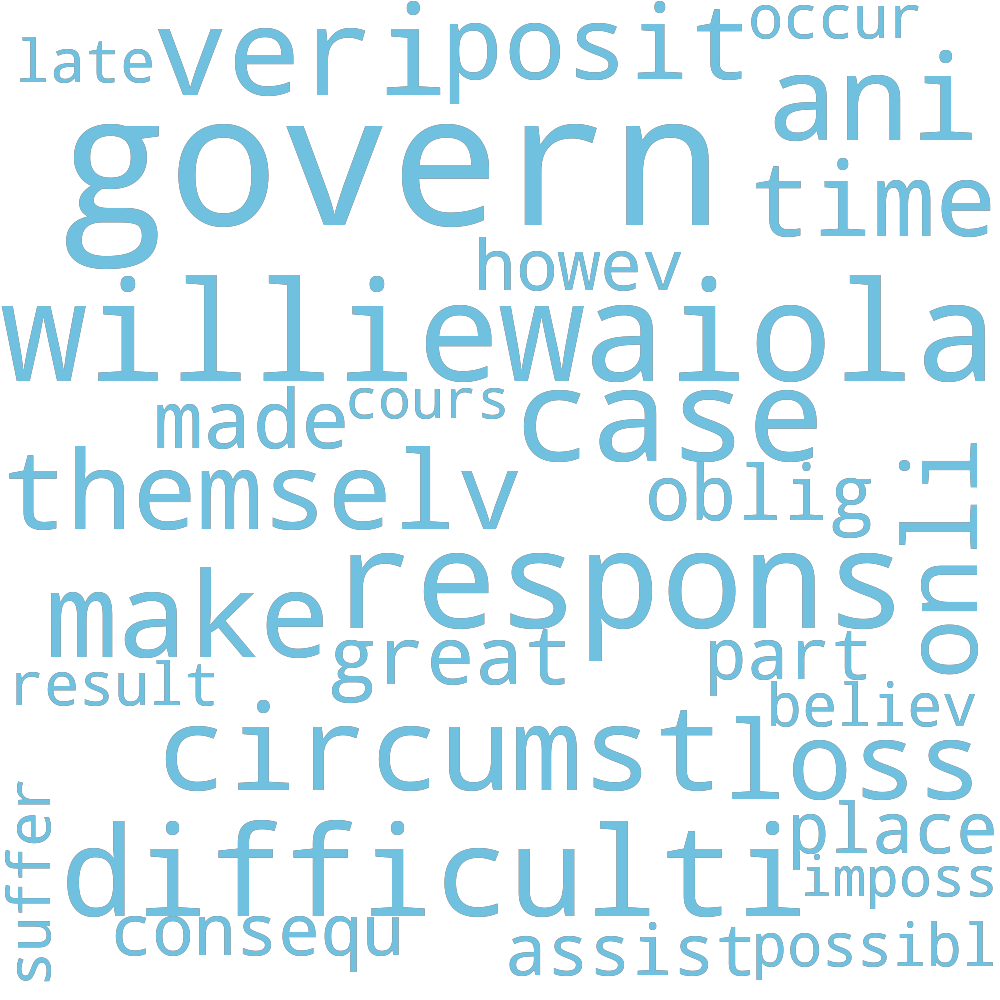 occur
late
veri
posit
ani
govern
time
howev
williewaiola
made
cours
case
themselv
oblig
onli
respons
make
great
part
result
believ
circumst
loss
suffer
place
difficulti
imposs
consequ
assist
possibl